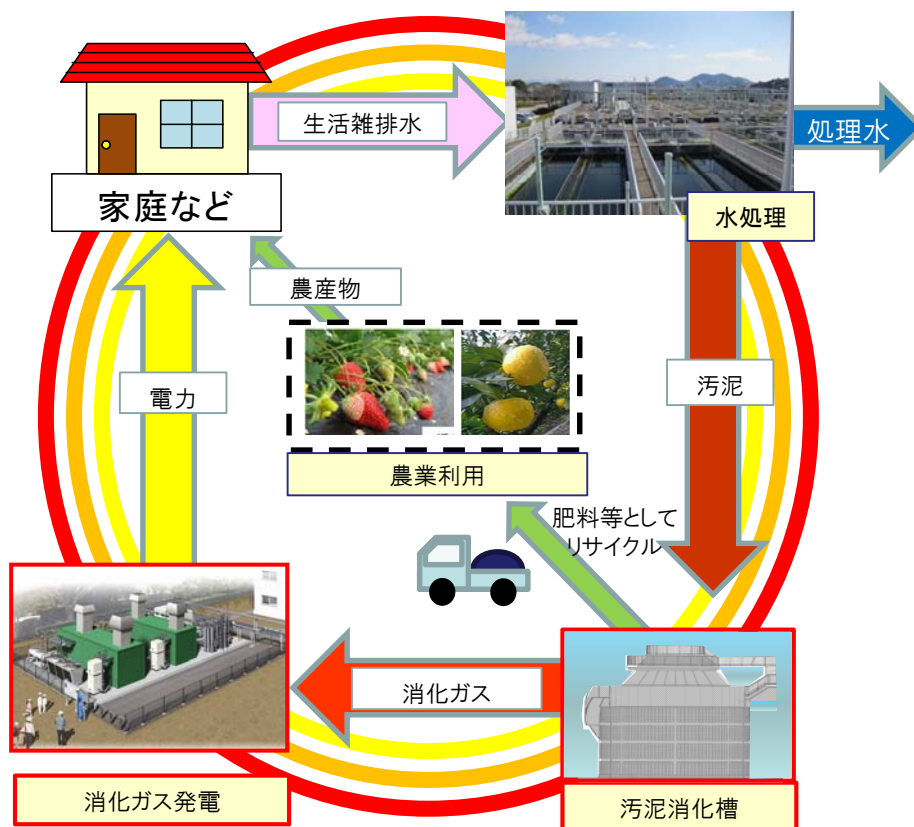 生活雑排水
処理水
家庭など
水処理
農産物
電力
汚泥
農業利用
肥料等として
リサイクル
消化ガス
消化ガス発電
汚泥消化槽